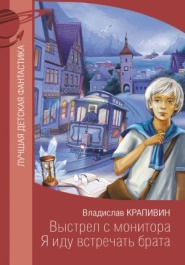 ЛУЧШАЯ ДЕТСКАЯ ФАНТАСТИКА
Владислав КРАПИВИН
Выстрел с монитора
Я иду встречать брата